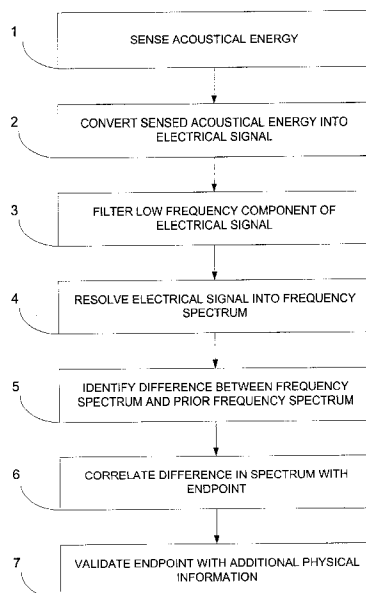 1
SENSE ACOUSTICAL ENERGY
2
CONVERT SENSED ACOUSTICAL ENERGY INTO
ELECTRICAL SIGNAL
3
FILTER LOW FREQUENCY COMPONENT OF
ELECTRICAL SIGNAL
4
RESOLVE ELECTRICAL SIGNAL INTO FREQUENCY
SPECTRUM
5
IDENTIFY DIFFERENCE BETWEEN FREQUENCY
SPECTRUM AND PRIOR FREQUENCY SPECTRUM
6
CORRELATE DIFFERENCE IN SPECTRUM WITH
ENDPOINT
7
VALIDATE ENDPOINT WITH ADDITIONAL PHYSICAL
INFORMATION